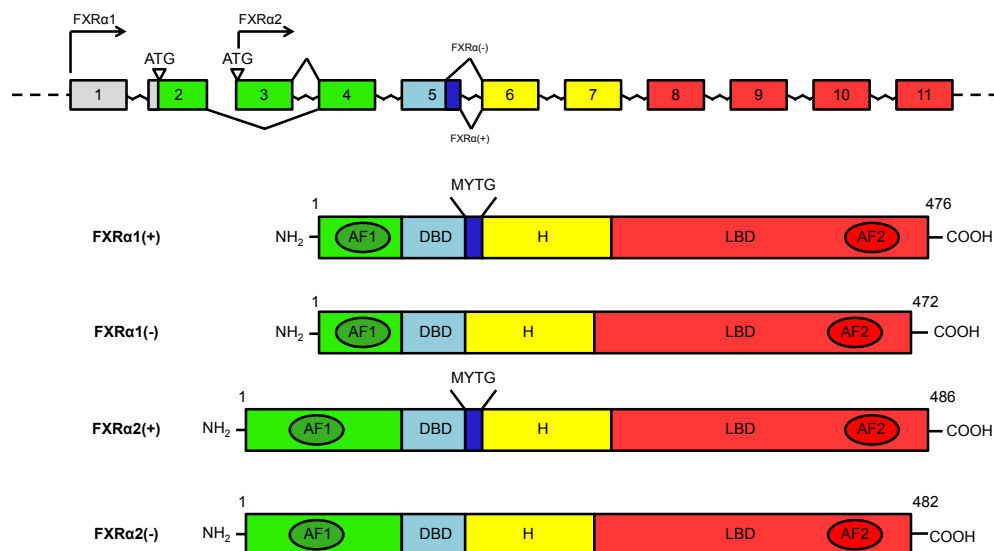 FXRα1 FXRα2
FXRα(-)
ATG ATG
1 2 3 4 5 6 7 8 9 10 11
FXRα(+)
MYTG
1 476
FXRα1(+) NH2 AF1 DBD H LBD AF2 COOH
1 472
FXRα1(-) NH2 AF1 DBD H LBD AF2 COOH
MYTG
1 486
FXRα2(+) NH2 AF1 DBD H LBD AF2 COOH
1 482
FXRα2(-) NH2 AF1 DBD H LBD AF2 COOH